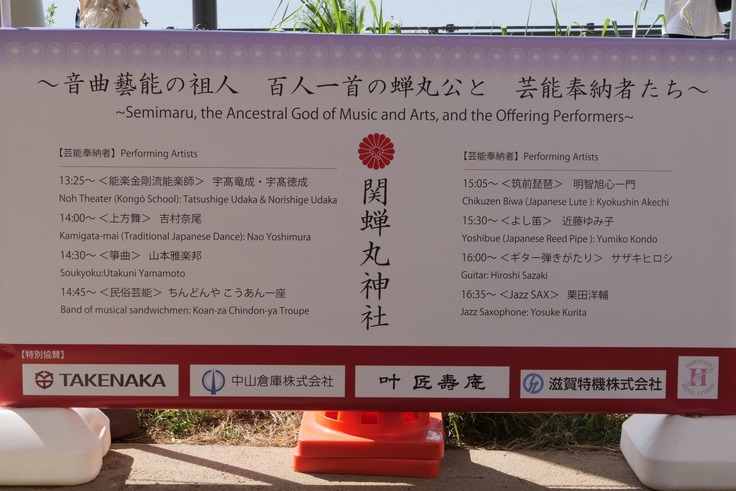 ～音曲藝能の祖人　百人一首の蝉丸公と　芸能奉納者たち～
~Semimaru, the Ancestral God of Music and Arts, and the Offering Performers~
【芸能奉納者】 Performing Artists
13:25～ ＜能楽金剛流能楽師＞ 宇髙竜成・宇髙徳成
Noh Theater (Kongō School): Tatsushige Udaka & Norishige Udaka
14:00～ ＜上方舞＞ 吉村奈尾
Kamigata-mai (Traditional Japanese Dance): Nao Yoshimura
14:30～ ＜箏曲＞ 山本雅楽邦
Soukyoku:Utakuni Yamamoto
14:45～ ＜民俗芸能＞ ちんどんや こうあん一座
Band of musical sandwichmen: Koan-za Chindon-ya Troupe
関蝉丸神社
【芸能奉納者】 Performing Artists
15:05～ ＜筑前琵琶＞ 明智旭心一門
Chikuzen Biwa (Japanese Lute ): Kyokushin Akechi
15:30～ ＜よし笛＞ 近藤ゆみ子
Yoshibue (Japanese Reed Pipe ): Yumiko Kondo
16:00～ ＜ギター弾きがたり＞ サザキヒロシ
Guitar: Hiroshi Sazaki
16:35～ ＜Jazz SAX＞ 栗田洋輔
Jazz Saxophone: Yosuke Kurita
【特別協賛】
TAKENAKA
中山倉庫株式会社
叶 匠壽庵
滋賀特機株式会社
H